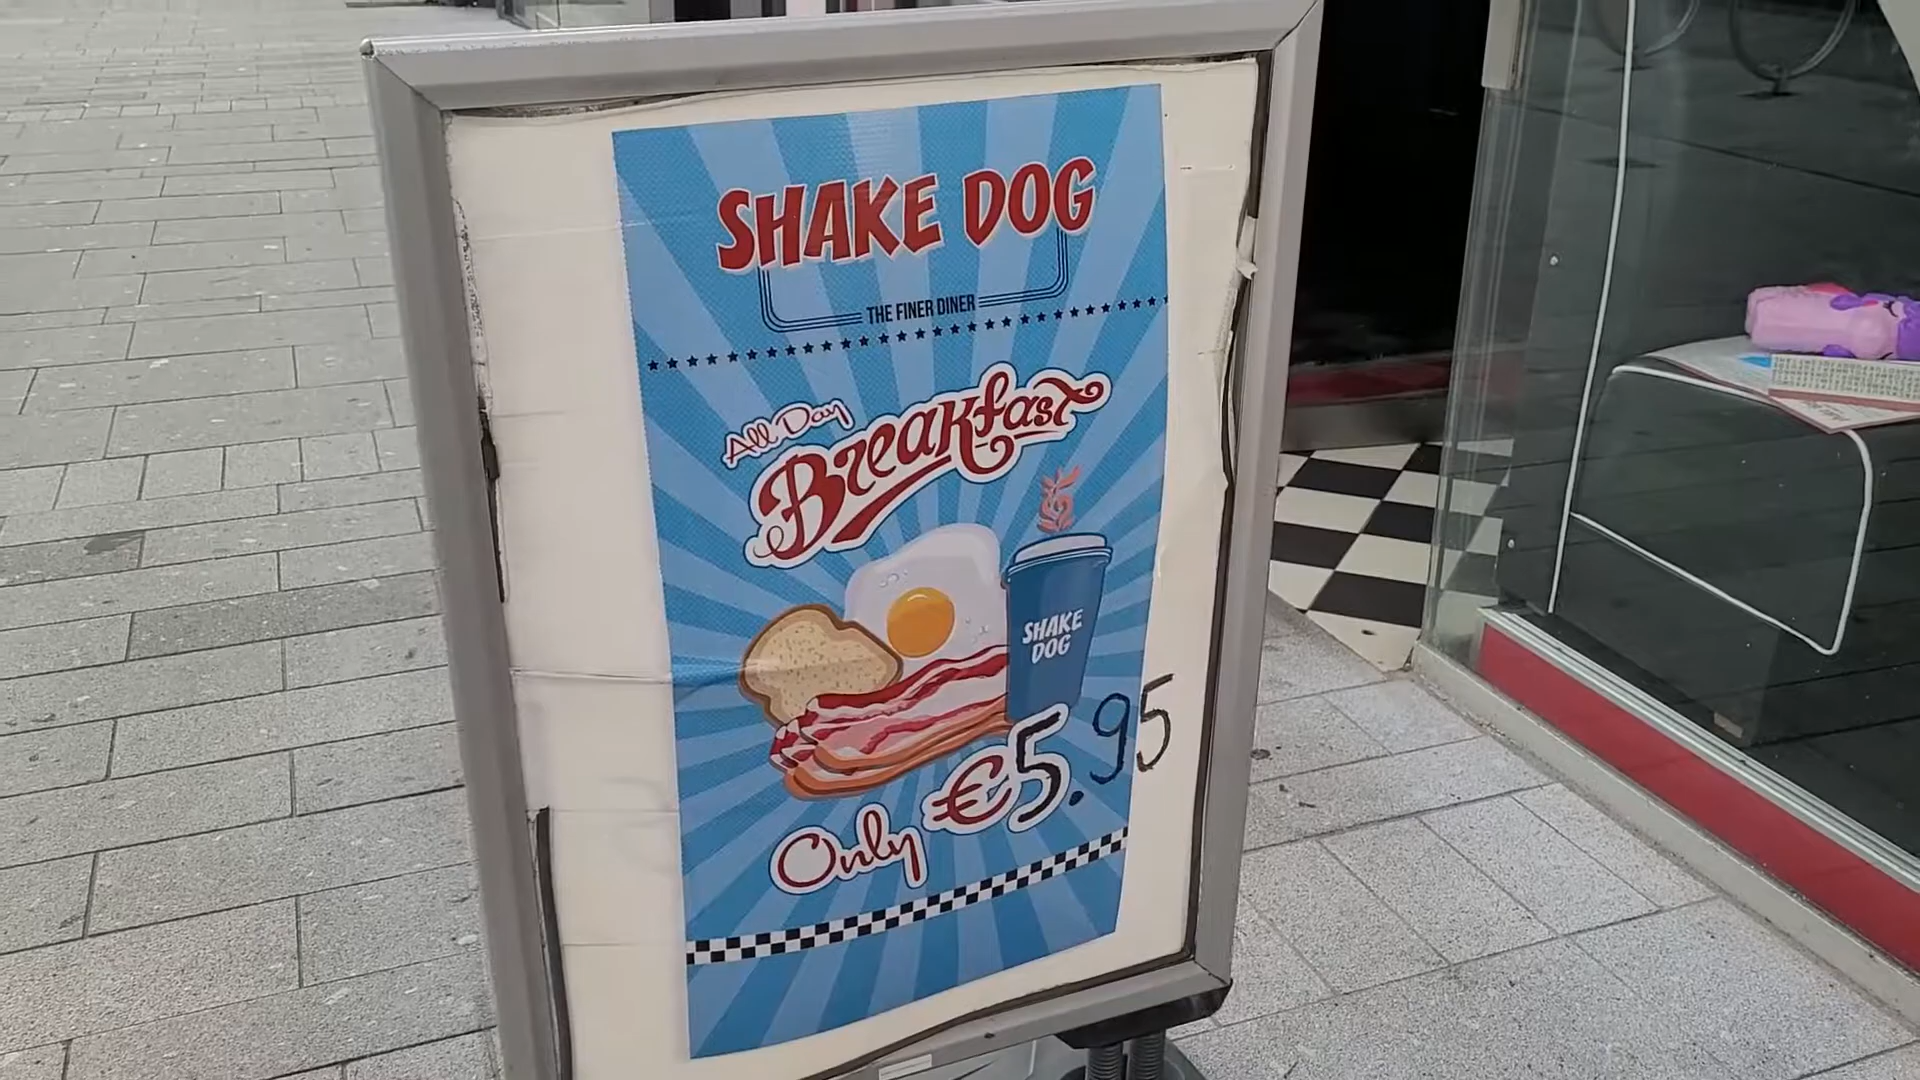 SHAKE DOG
THE FINER DINER
All Day
Breakfast
SHAKE
DOG
Only €5.95